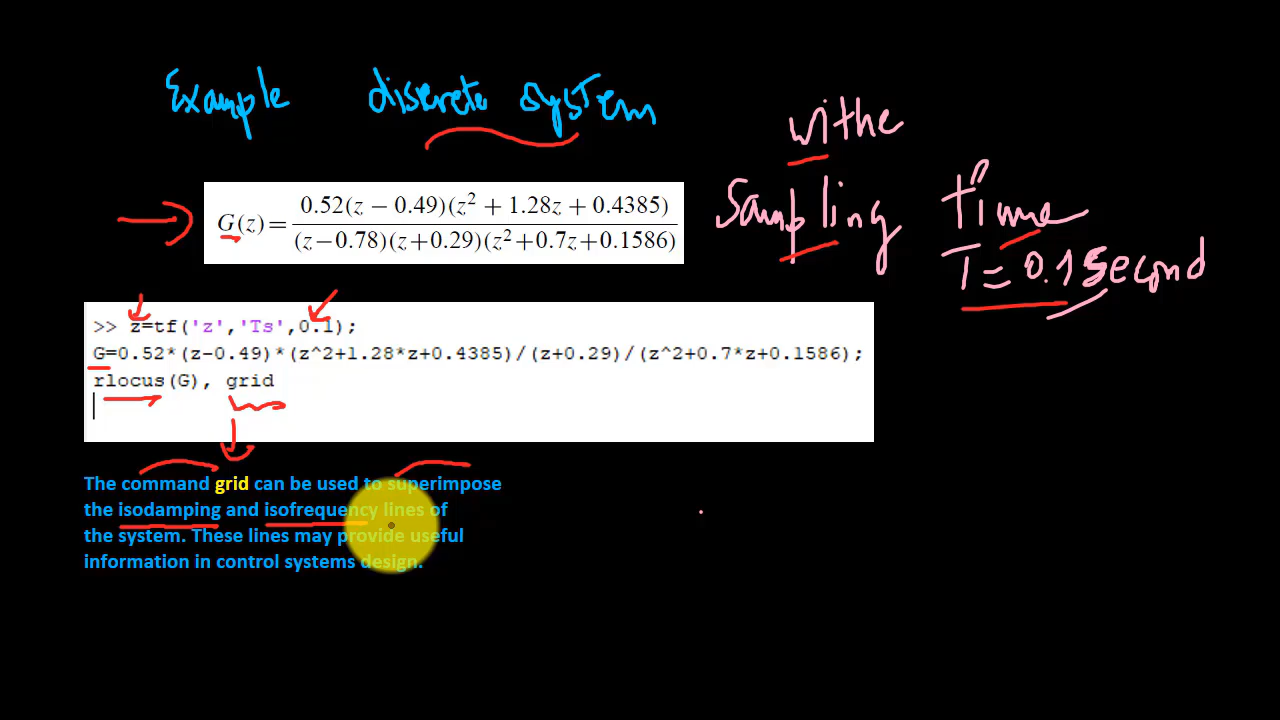 Example discrete system
withe
sampling time
T=0.1 second
G(z)= 0.52(z − 0.49)(z² + 1.28z + 0.4385)
(z−0.78)(z+0.29)(z²+0.7z+0.1586)
>> z=tf('z','Ts',0.1);
G=0.52*(z-0.49)*(z^2+1.28*z+0.4385)/(z+0.29)/(z^2+0.7*z+0.1586);
rlocus(G), grid
The command grid can be used to superimpose
the isodamping and isofrequency lines of
the system. These lines may provide useful
information in control systems design.